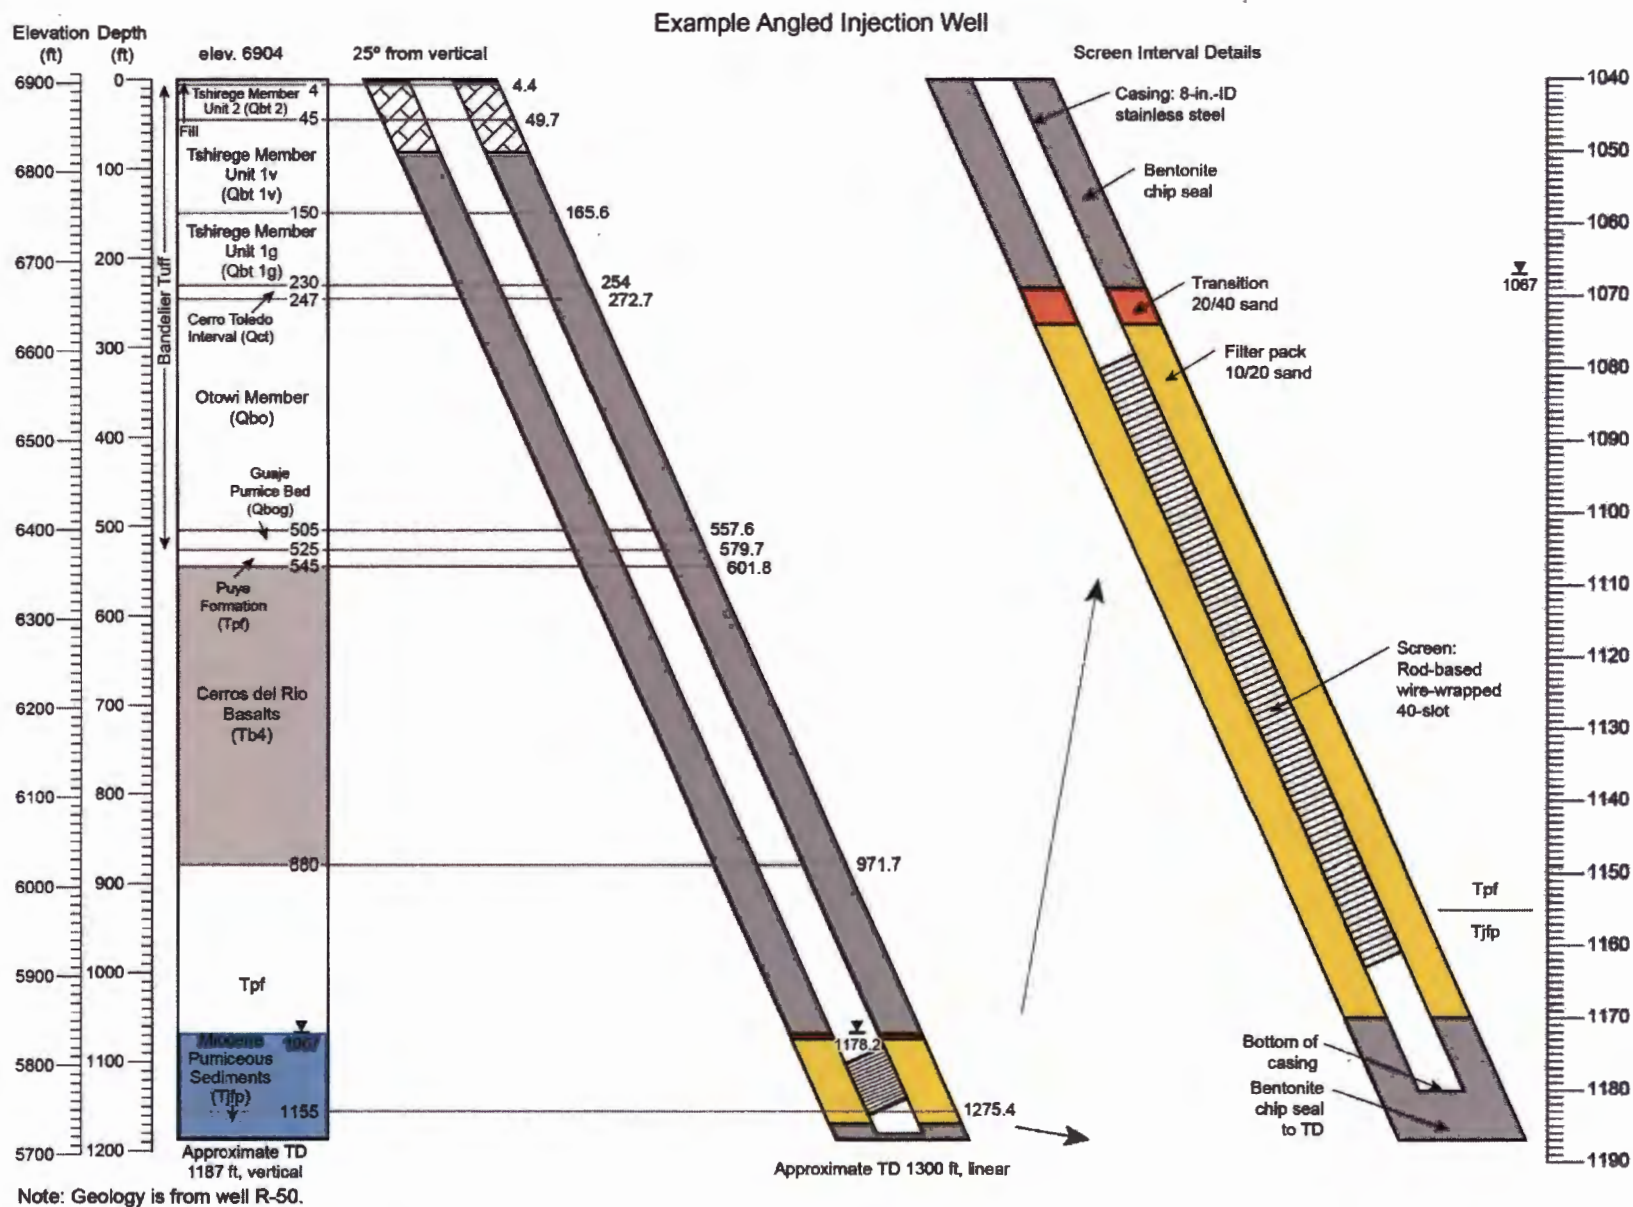 Example Angled Injection Well
Elevation
(ft)
Depth
(ft)
elev. 6904
25° from vertical
Screen Interval Details
6900
6800
6700
6600
6500
6400
6300
6200
6100
6000
5900
5800
5700
0
100
200
300
400
500
600
700
800
900
1000
1100
1200
Bandelier Tuff
Tshirege Member
Unit 2 (Qbt 2)
4
45
Fill
Tshirege Member
Unit 1v
(Qbt 1v)
150
Tshirege Member
Unit 1g
(Qbt 1g)
230
247
Cerro Toledo
Interval (Qct)
Otowi Member
(Qbo)
Guaje
Pumice Bed
(Qbog)
505
525
545
Puye
Formation
(Tpf)
Cerros del Rio
Basalts
(Tb4)
880
Tpf
Miocene
1067
Pumiceous
Sediments
(Tjfp)
1155
Approximate TD
1187 ft, vertical
Note: Geology is from well R-50.
4.4
49.7
165.6
254
272.7
557.6
579.7
601.8
971.7
1178.2
1275.4
Approximate TD 1300 ft, linear
Casing: 8-in.-ID
stainless steel
Bentonite
chip seal
Transition
20/40 sand
Filter pack
10/20 sand
Screen:
Rod-based
wire-wrapped
40-slot
Tpf
Tjfp
Bottom of
casing
Bentonite
chip seal
to TD
1067
1040
1050
1060
1070
1080
1090
1100
1110
1120
1130
1140
1150
1160
1170
1180
1190